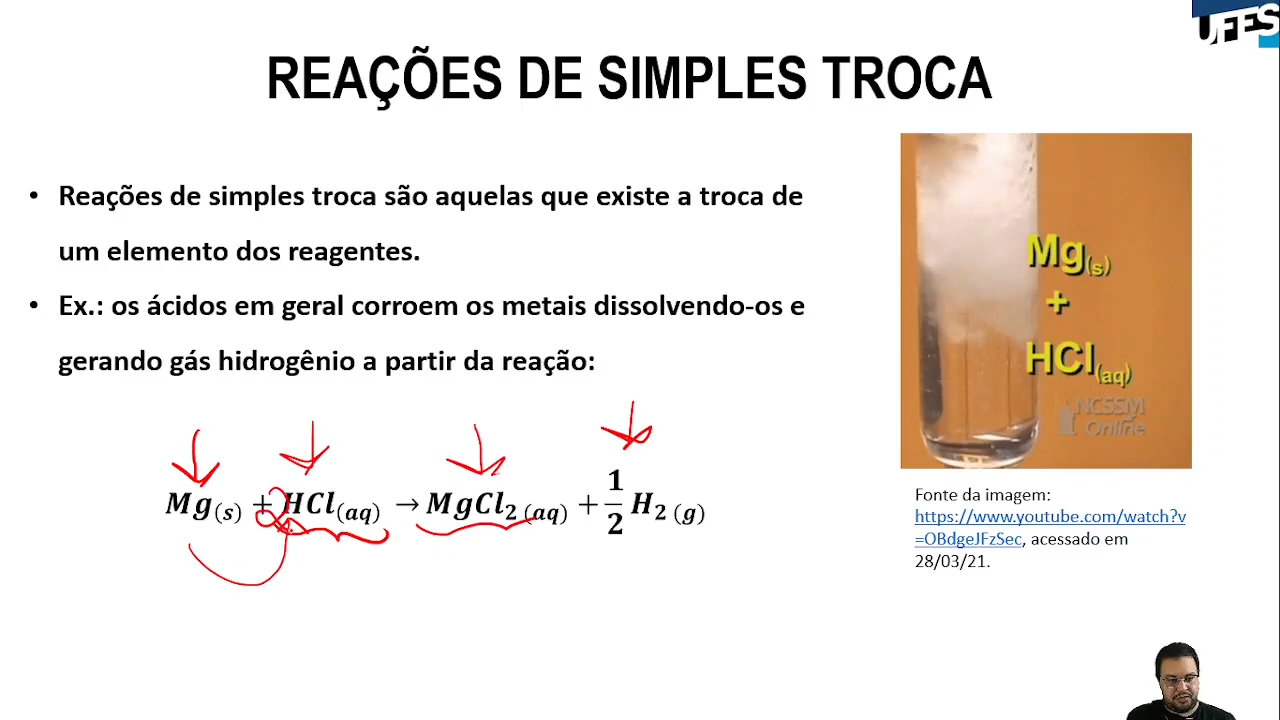 UFES
REAÇÕES DE SIMPLES TROCA
• Reações de simples troca são aquelas que existe a troca de
um elemento dos reagentes.
• Ex.: os ácidos em geral corroem os metais dissolvendo-os e
gerando gás hidrogênio a partir da reação:
Mg(s) + 2HCl(aq) → MgCl2 (aq) + 1/2 H2 (g)
Mg(s)
+
HCl(aq)
NCSSM
Online
Fonte da imagem:
https://www.youtube.com/watch?v
=OBdgeJFzSec, acessado em
28/03/21.